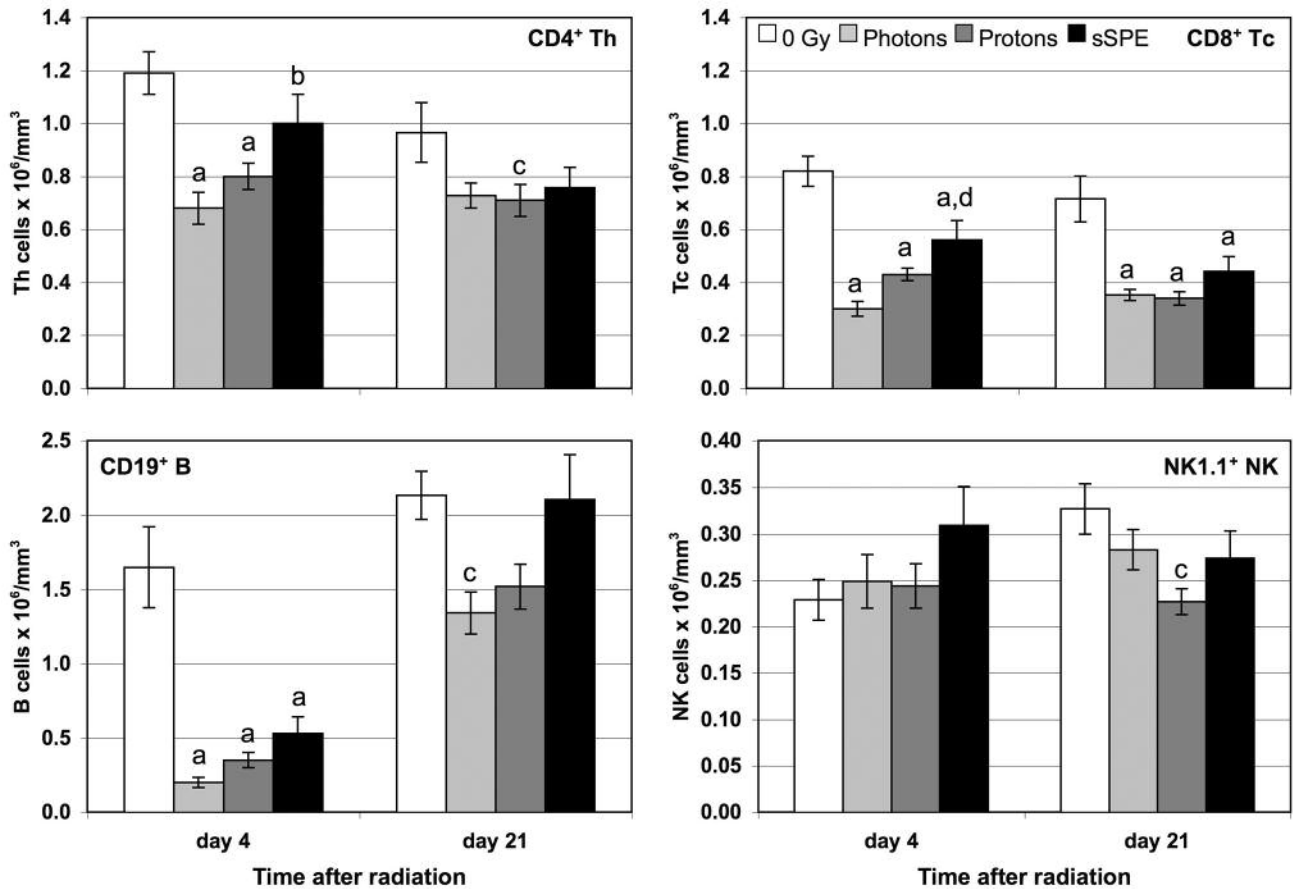 CD4⁺ Th
Th cells x 10⁶/mm³
1.4
1.2
1.0
0.8
0.6
0.4
0.2
0.0
a
a
b
c
0 Gy Photons Protons sSPE CD8⁺ Tc
Tc cells x 10⁶/mm³
1.4
1.2
1.0
0.8
0.6
0.4
0.2
0.0
a
a
a,d
a
a
a
CD19⁺ B
B cells x 10⁶/mm³
2.5
2.0
1.5
1.0
0.5
0.0
a
a
a
c
day 4 day 21
Time after radiation
NK1.1⁺ NK
NK cells x 10⁶/mm³
0.40
0.35
0.30
0.25
0.20
0.15
0.10
0.05
0.00
c
day 4 day 21
Time after radiation